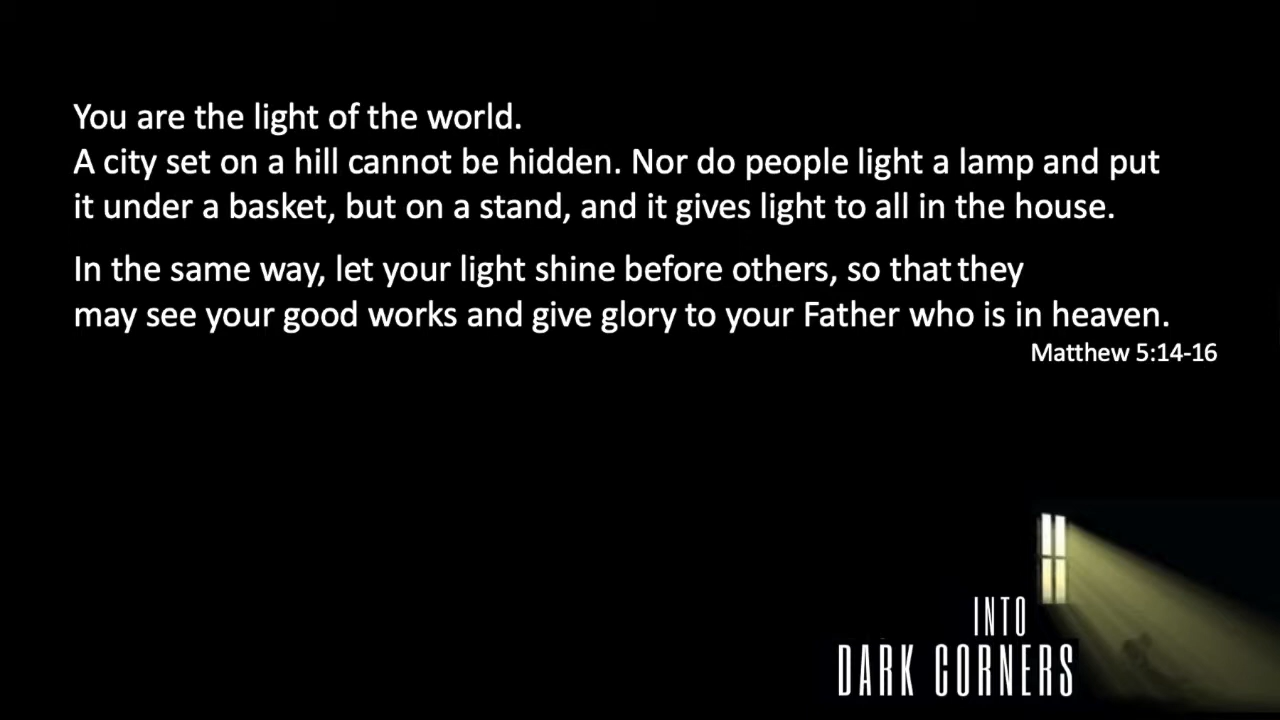 You are the light of the world.
A city set on a hill cannot be hidden. Nor do people light a lamp and put
it under a basket, but on a stand, and it gives light to all in the house.
In the same way, let your light shine before others, so that they
may see your good works and give glory to your Father who is in heaven.
Matthew 5:14-16
INTO
DARK CORNERS